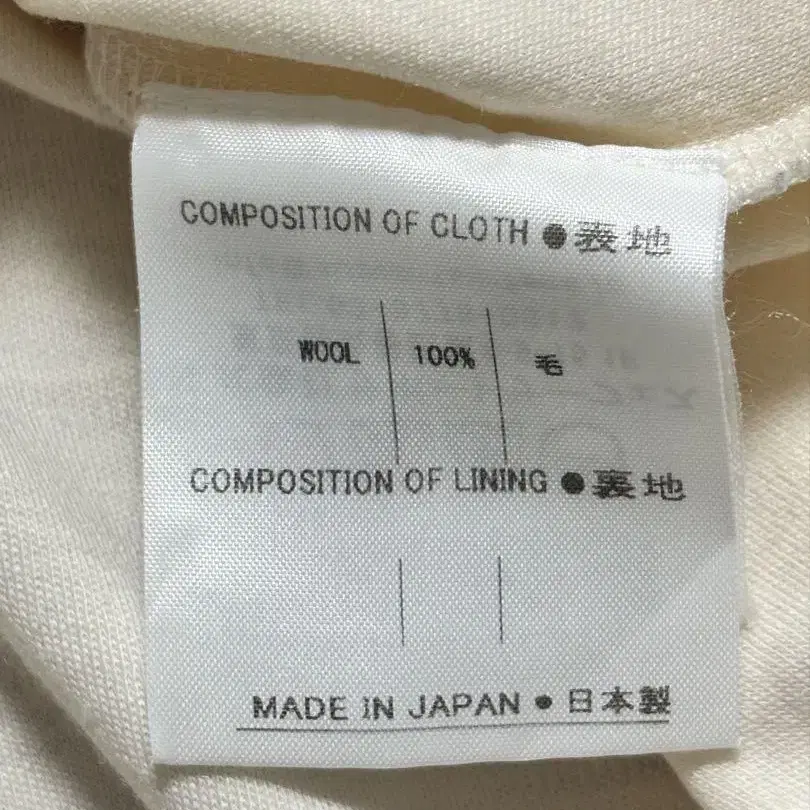 COMPOSITION OF CLOTH ● 表地
WOOL 100% 毛
COMPOSITION OF LINING ● 裏地
MADE IN JAPAN ● 日本製